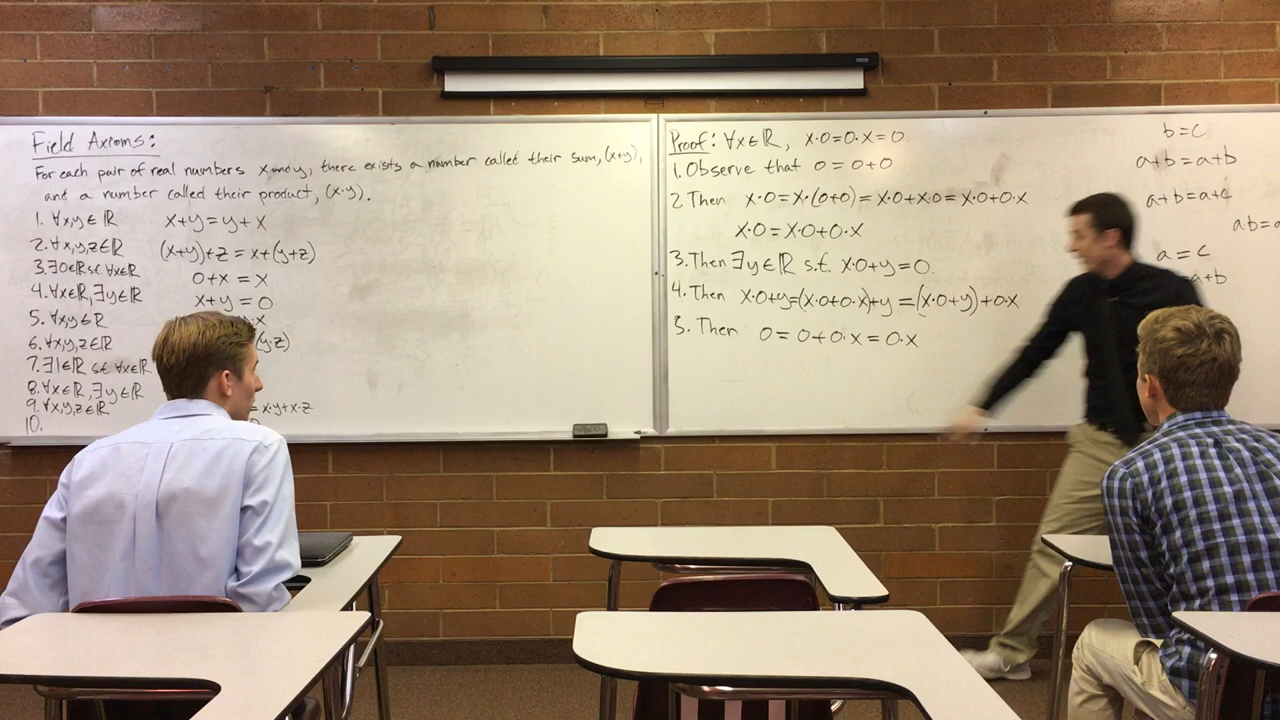 Field Axioms:
For each pair of real numbers x and y, there exists a number called their sum, (x+y),
and a number called their product, (x·y).
1. ∀x,y∈ℝ x+y=y+x
2. ∀x,y,z∈ℝ (x+y)+z=x+(y+z)
3. ∃0∈ℝ s.t. ∀x∈ℝ 0+x=x
4. ∀x∈ℝ, ∃y∈ℝ x+y=0
5. ∀x,y∈ℝ ·x
6. ∀x,y,z∈ℝ (y·z)
7. ∃1∈ℝ s.t. ∀x∈ℝ
8. ∀x∈ℝ, ∃y∈ℝ
9. ∀x,y,z∈ℝ =x·y+x·z
10.
Proof: ∀x∈ℝ, x·0=0·x=0
1. Observe that 0=0+0
2. Then x·0=x·(0+0)=x·0+x·0=x·0+0·x
x·0=x·0+0·x
3. Then ∃y∈ℝ s.t. x·0+y=0.
4. Then x·0+y=(x·0+0·x)+y=(x·0+y)+0·x
5. Then 0=0+0·x=0·x
b=c
a+b=a+b
a+b=a+c
a·b=a
a=c
=a+b